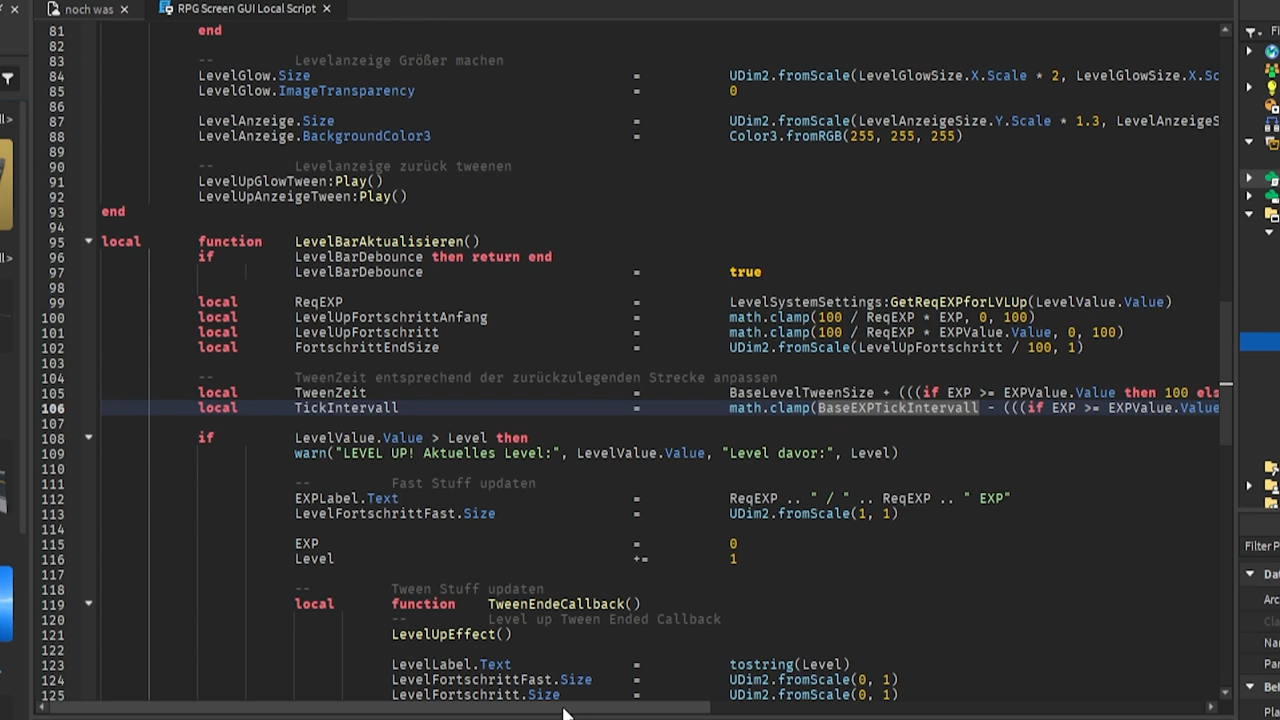 noch was
RPG Screen GUI Local Script
81 end
82
83 -- Levelanzeige Größer machen
84 LevelGlow.Size = UDim2.fromScale(LevelGlowSize.X.Scale * 2, LevelGlowSize.X.Sc
85 LevelGlow.ImageTransparency = 0
86
87 LevelAnzeige.Size = UDim2.fromScale(LevelAnzeigeSize.Y.Scale * 1.3, LevelAnzeigeS
88 LevelAnzeige.BackgroundColor3 = Color3.fromRGB(255, 255, 255)
89
90 -- Levelanzeige zurück tweenen
91 LevelUpGlowTween:Play()
92 LevelUpAnzeigeTween:Play()
93 end
94
95 local function LevelBarAktualisieren()
96 if LevelBarDebounce then return end
97 LevelBarDebounce = true
98
99 local ReqEXP = LevelSystemSettings:GetReqEXPforLVLUp(LevelValue.Value)
100 local LevelUpFortschrittAnfang = math.clamp(100 / ReqEXP * EXP, 0, 100)
101 local LevelUpFortschritt = math.clamp(100 / ReqEXP * EXPValue.Value, 0, 100)
102 local FortschrittEndSize = UDim2.fromScale(LevelUpFortschritt / 100, 1)
103
104 -- TweenZeit entsprechend der zurückzulegenden Strecke anpassen
105 local TweenZeit = BaseLevelTweenSize + (((if EXP >= EXPValue.Value then 100 els
106 local TickIntervall = math.clamp(BaseEXPTickIntervall - (((if EXP >= EXPValue.Value
107
108 if LevelValue.Value > Level then
109 warn("LEVEL UP! Aktuelles Level:", LevelValue.Value, "Level davor:", Level)
110
111 -- Fast Stuff updaten
112 EXPLabel.Text = ReqEXP .. " / " .. ReqEXP .. " EXP"
113 LevelFortschrittFast.Size = UDim2.fromScale(1, 1)
114
115 EXP = 0
116 Level += 1
117
118 -- Tween Stuff updaten
119 local function TweenEndeCallback()
120 -- Level up Tween Ended Callback
121 LevelUpEffect()
122
123 LevelLabel.Text = tostring(Level)
124 LevelFortschrittFast.Size = UDim2.fromScale(0, 1)
125 LevelFortschritt.Size = UDim2.fromScale(0, 1)
Filter P
Da
Arc
Cla
Na
Par
Beh
Pla